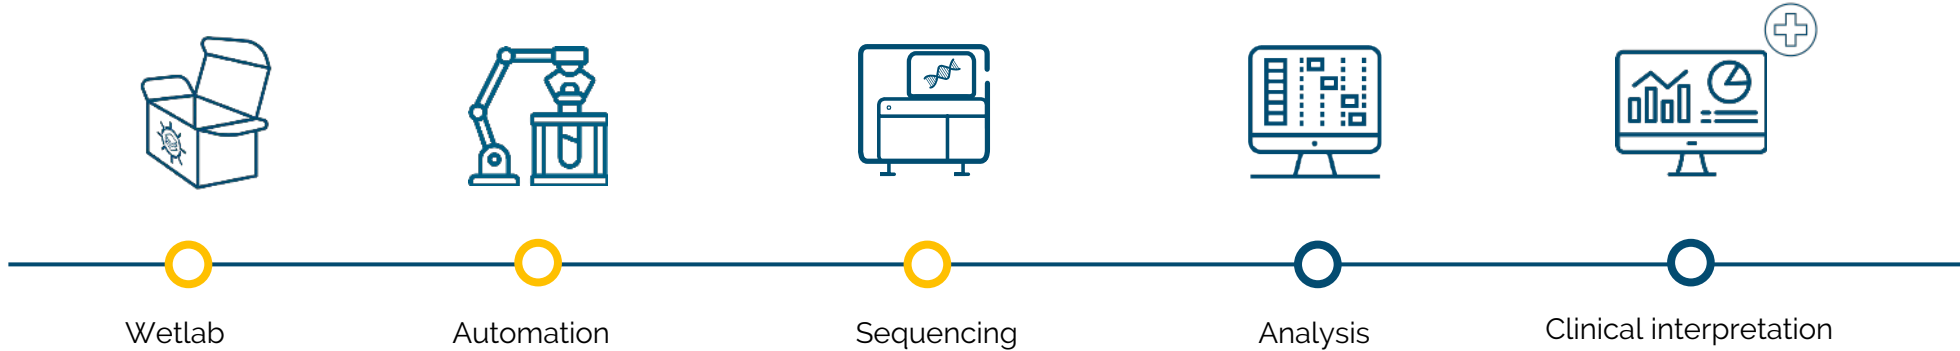 Wetlab
Automation
Sequencing
Analysis
Clinical interpretation